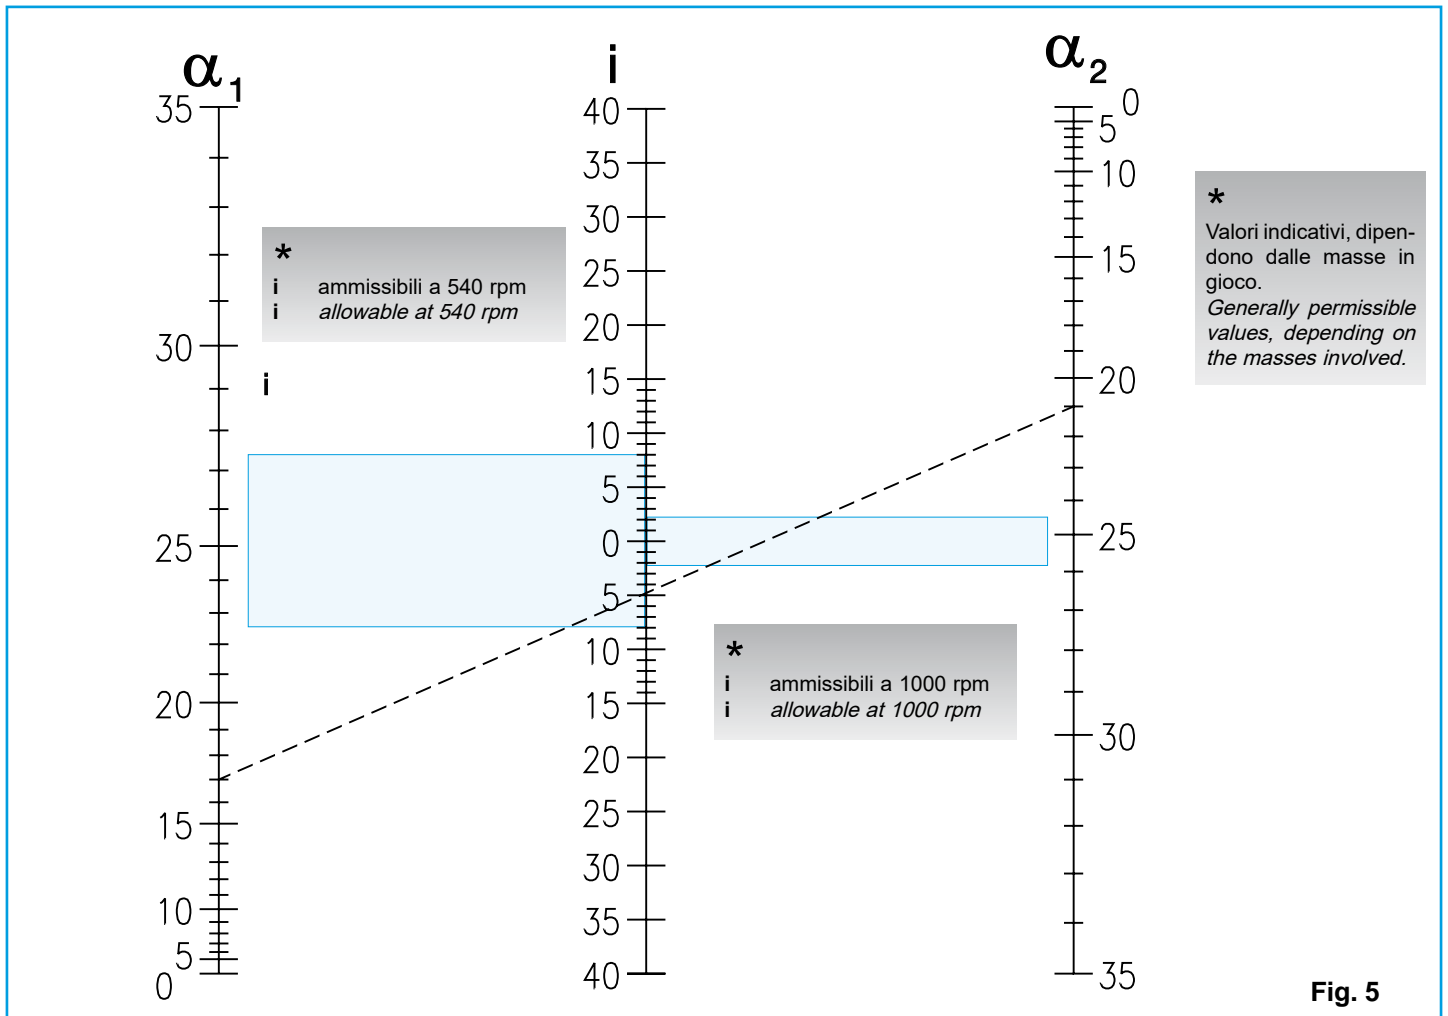 α1
i
α2
35
30
25
20
15
10
5
0
40
35
30
25
20
15
10
5
0
5
10
15
20
25
30
35
40
0
5
10
15
20
25
30
35
*
i ammissibili a 540 rpm
i allowable at 540 rpm
i
*
i ammissibili a 1000 rpm
i allowable at 1000 rpm
*
Valori indicativi, dipen-
dono dalle masse in
gioco.
Generally permissible
values, depending on
the masses involved.
Fig. 5